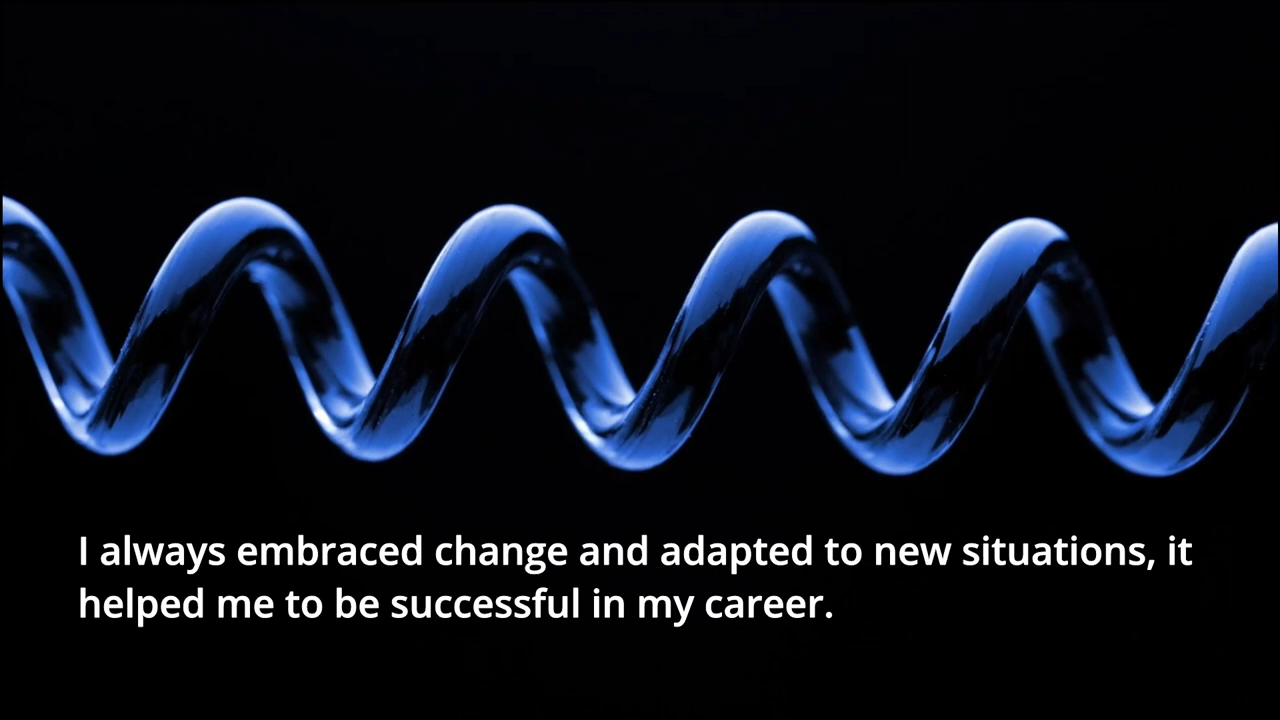 I always embraced change and adapted to new situations, it
helped me to be successful in my career.